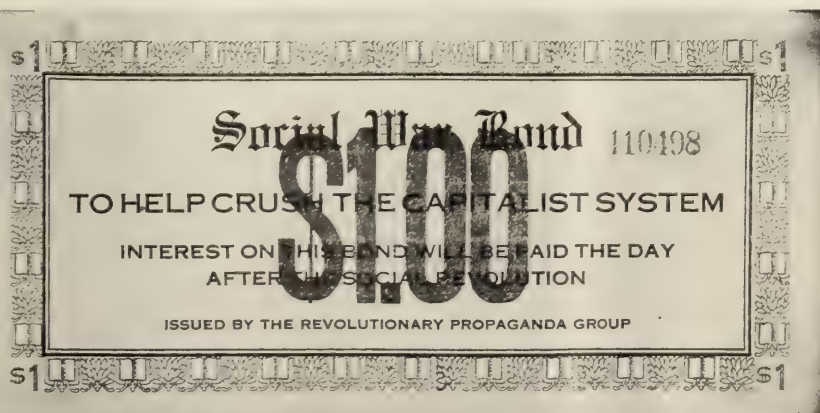 $1 $1
Social War Bond 110498
$1.00
TO HELP CRUSH THE CAPITALIST SYSTEM
INTEREST ON THIS BOND WILL BE PAID THE DAY
AFTER THE SOCIAL REVOLUTION
ISSUED BY THE REVOLUTIONARY PROPAGANDA GROUP
$1 $1